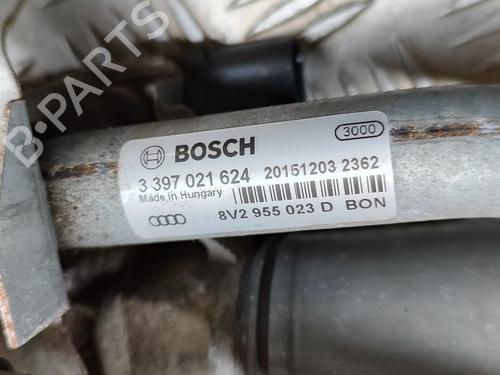 B-PARTS
BOSCH
3000
3 397 021 624 20151203 2362
Made in Hungary
8V2 955 023 D BON